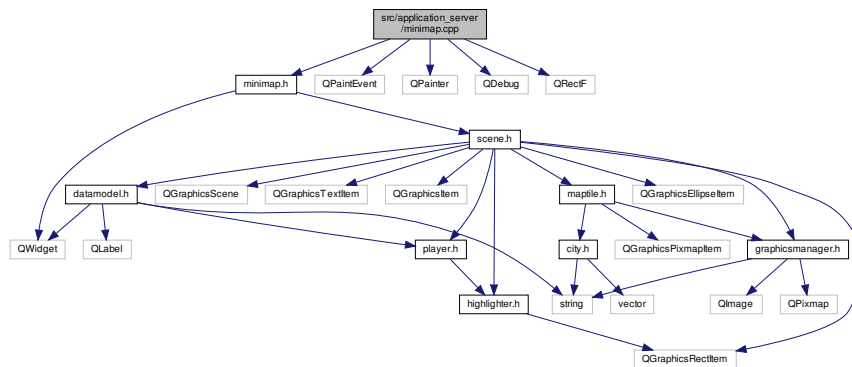 src/application_server
/minimap.cpp
minimap.h
QPaintEvent
QPainter
QDebug
QRectF
scene.h
datamodel.h
QGraphicsScene
QGraphicsTextItem
QGraphicsItem
maptile.h
QGraphicsEllipseItem
QWidget
QLabel
player.h
city.h
QGraphicsPixmapItem
graphicsmanager.h
highlighter.h
string
vector
QImage
QPixmap
QGraphicsRectItem